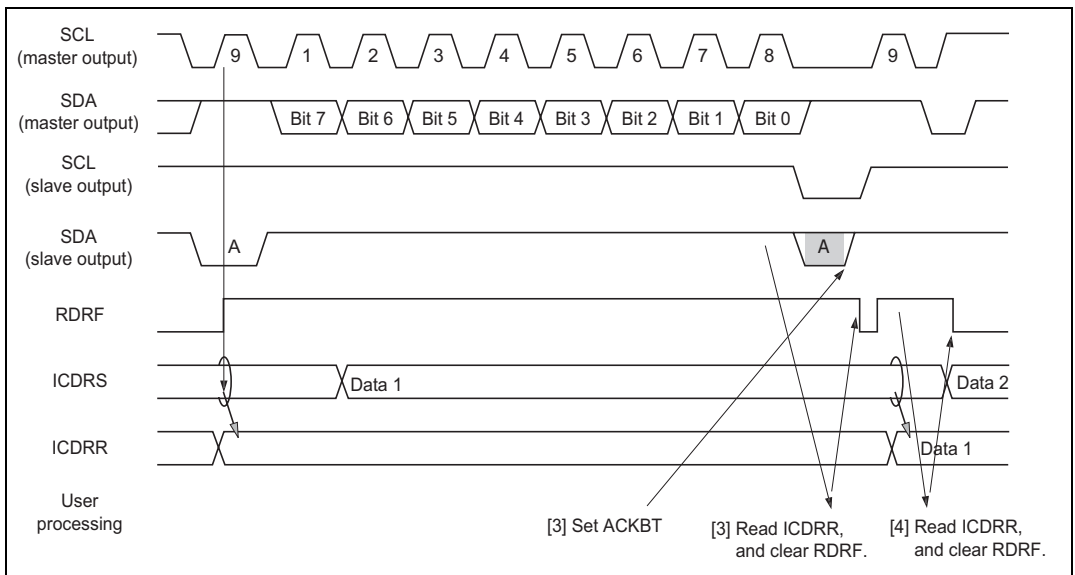 SCL
(master output)
9 1 2 3 4 5 6 7 8 9
SDA
(master output)
Bit 7 Bit 6 Bit 5 Bit 4 Bit 3 Bit 2 Bit 1 Bit 0
SCL
(slave output)
SDA
(slave output)
A A
RDRF
ICDRS
Data 1 Data 2
ICDRR
Data 1
User
processing
[3] Set ACKBT
[3] Read ICDRR,
and clear RDRF.
[4] Read ICDRR,
and clear RDRF.